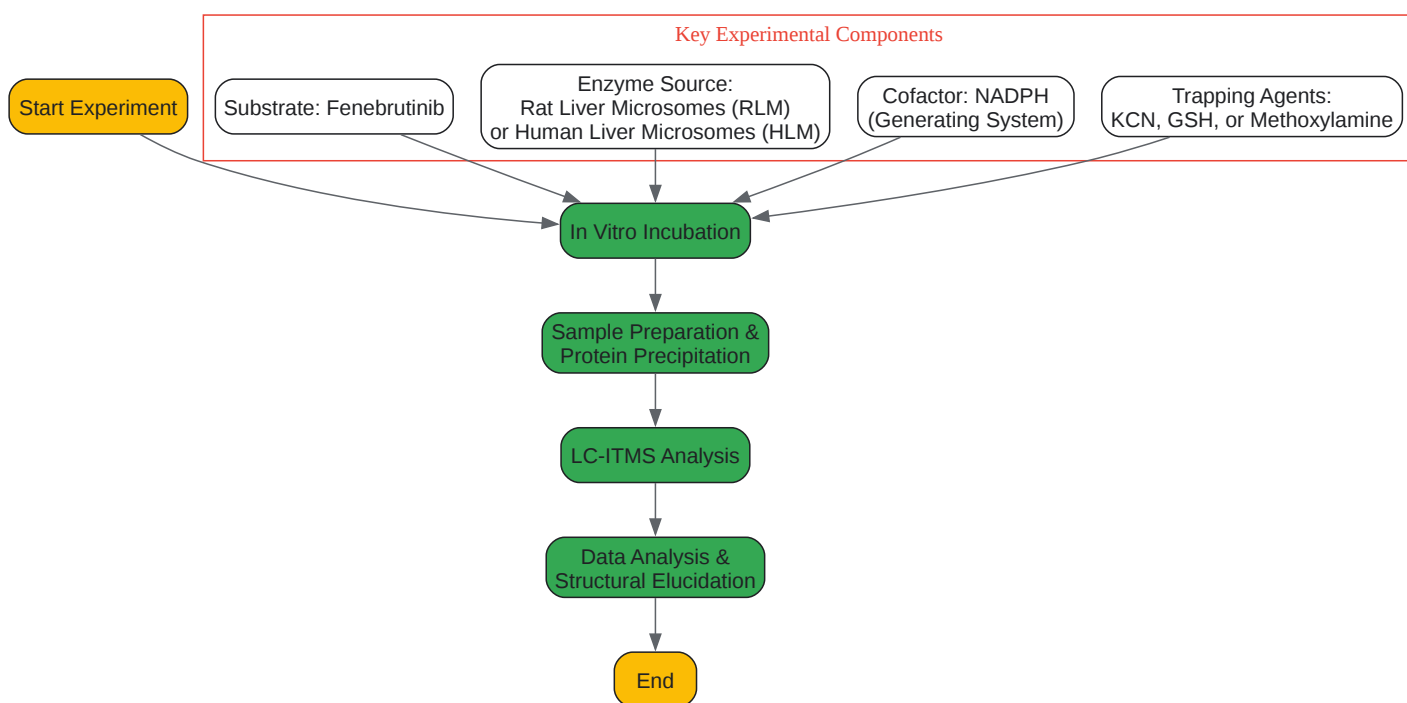 Key Experimental Components
Start Experiment
Substrate: Fenebrutinib
Enzyme Source:
Rat Liver Microsomes (RLM)
or Human Liver Microsomes (HLM)
Cofactor: NADPH
(Generating System)
Trapping Agents:
KCN, GSH, or Methoxylamine
In Vitro Incubation
Sample Preparation &
Protein Precipitation
LC-ITMS Analysis
Data Analysis &
Structural Elucidation
End